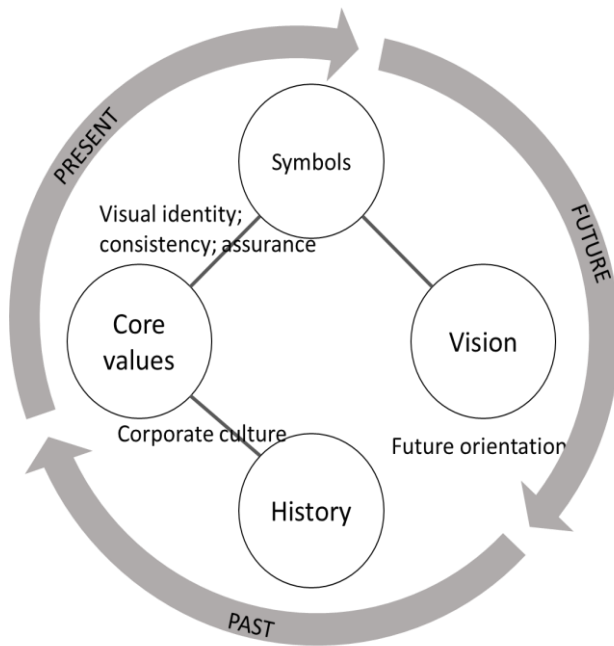 PRESENT
Symbols
Visual identity;
consistency; assurance
FUTURE
Core
values
Vision
Corporate culture
Future orientation
History
PAST